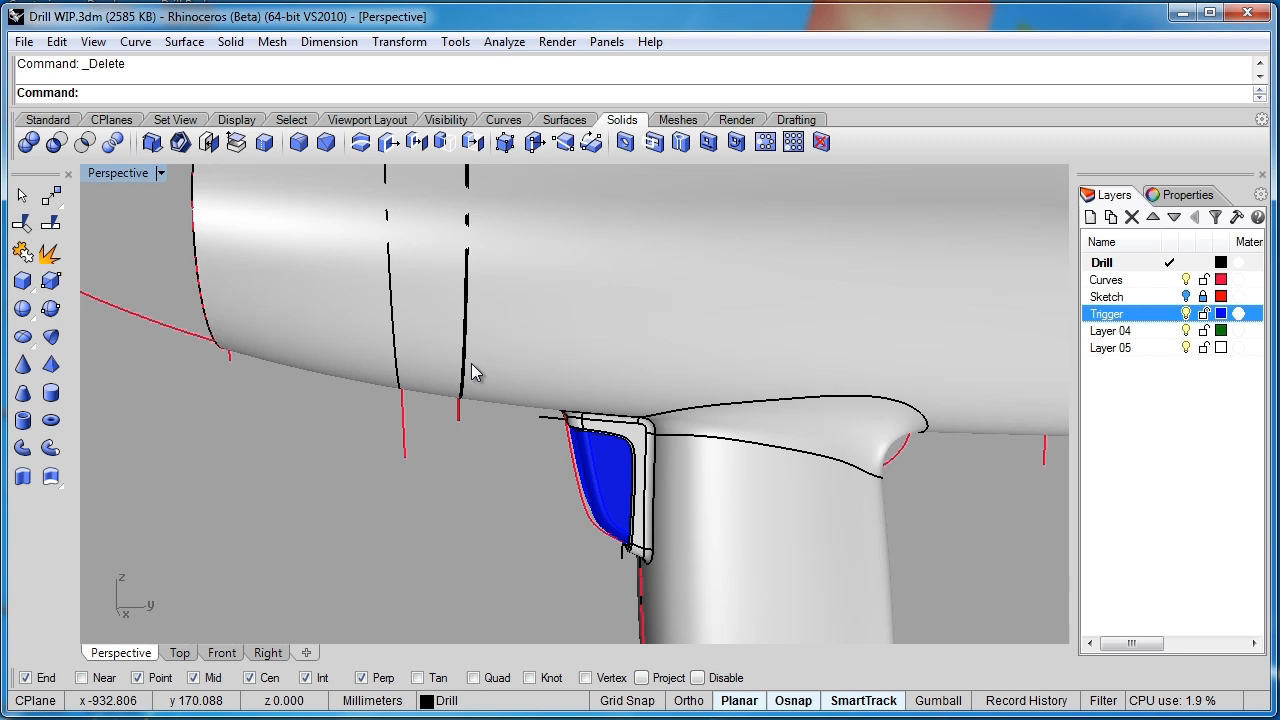 Drill WIP.3dm (2585 KB) - Rhinoceros (Beta) (64-bit VS2010) - [Perspective]
File Edit View Curve Surface Solid Mesh Dimension Transform Tools Analyze Render Panels Help
Command: _Delete
Command:
Standard CPlanes Set View Display Select Viewport Layout Visibility Curves Surfaces Solids Meshes Render Drafting
Perspective
Layers Properties
Name Mater
Drill
Curves
Sketch
Trigger
Layer 04
Layer 05
z
y
x
Perspective Top Front Right
End Near Point Mid Cen Int Perp Tan Quad Knot Vertex Project Disable
CPlane x -932.806 y 170.088 z 0.000 Millimeters Drill Grid Snap Ortho Planar Osnap SmartTrack Gumball Record History Filter CPU use: 1.9 %